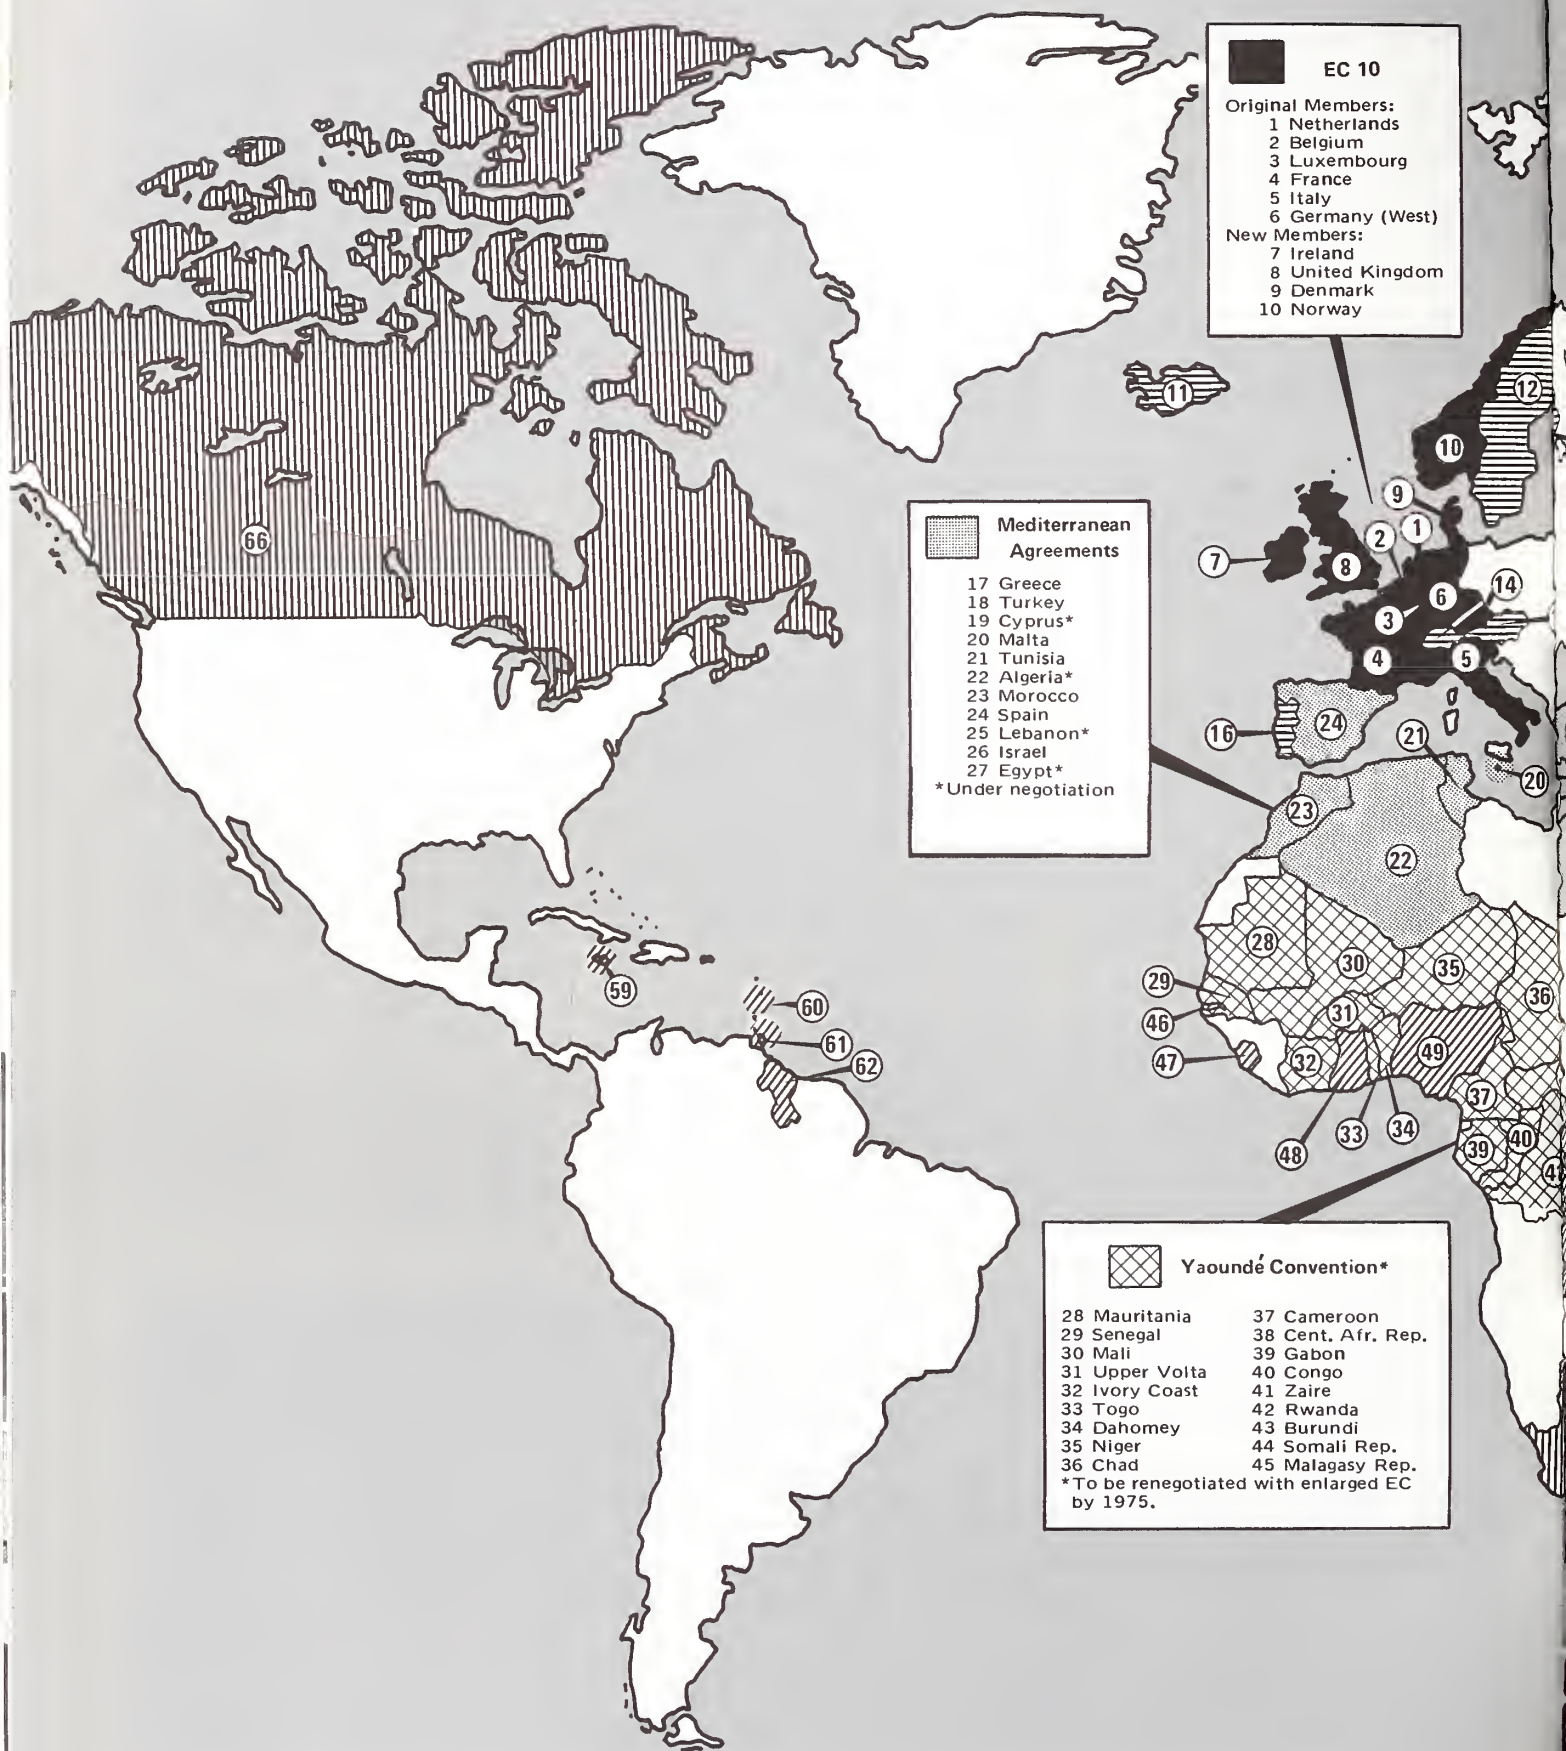 EC 10
Original Members:
1 Netherlands
2 Belgium
3 Luxembourg
4 France
5 Italy
6 Germany (West)
New Members:
7 Ireland
8 United Kingdom
9 Denmark
10 Norway
11
12
10
9
1
2
7
8
14
6
3
4
5
16
24
21
20
23
22
66
Mediterranean
Agreements
17 Greece
18 Turkey
19 Cyprus*
20 Malta
21 Tunisia
22 Algeria*
23 Morocco
24 Spain
25 Lebanon*
26 Israel
27 Egypt*
*Under negotiation
28
30
35
29
36
46
31
47
32
49
37
48
33
34
39
40
59
60
61
62
Yaoundé Convention*
28 Mauritania
29 Senegal
30 Mali
31 Upper Volta
32 Ivory Coast
33 Togo
34 Dahomey
35 Niger
36 Chad
37 Cameroon
38 Cent. Afr. Rep.
39 Gabon
40 Congo
41 Zaire
42 Rwanda
43 Burundi
44 Somali Rep.
45 Malagasy Rep.
*To be renegotiated with enlarged EC
by 1975.